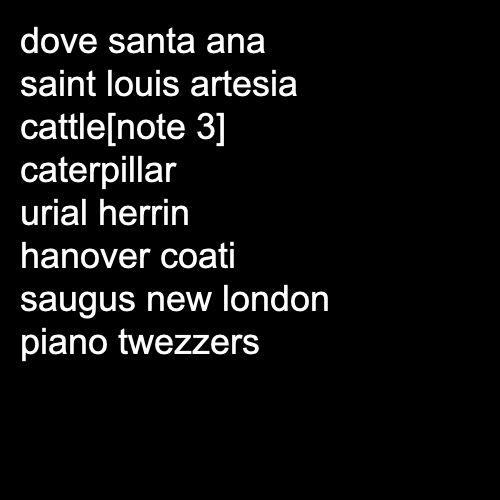 dove santa ana
saint louis artesia
cattle[note 3]
caterpillar
urial herrin
hanover coati
saugus new london
piano twezzers